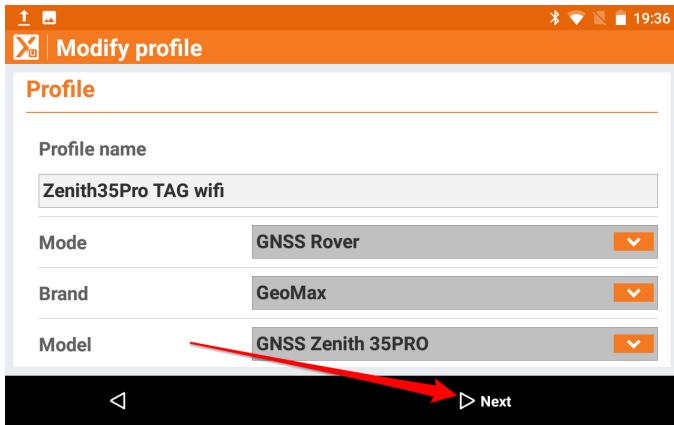 19:36
Xu Modify profile
Profile
Profile name
Zenith35Pro TAG wifi
Mode GNSS Rover
Brand GeoMax
Model GNSS Zenith 35PRO
Next